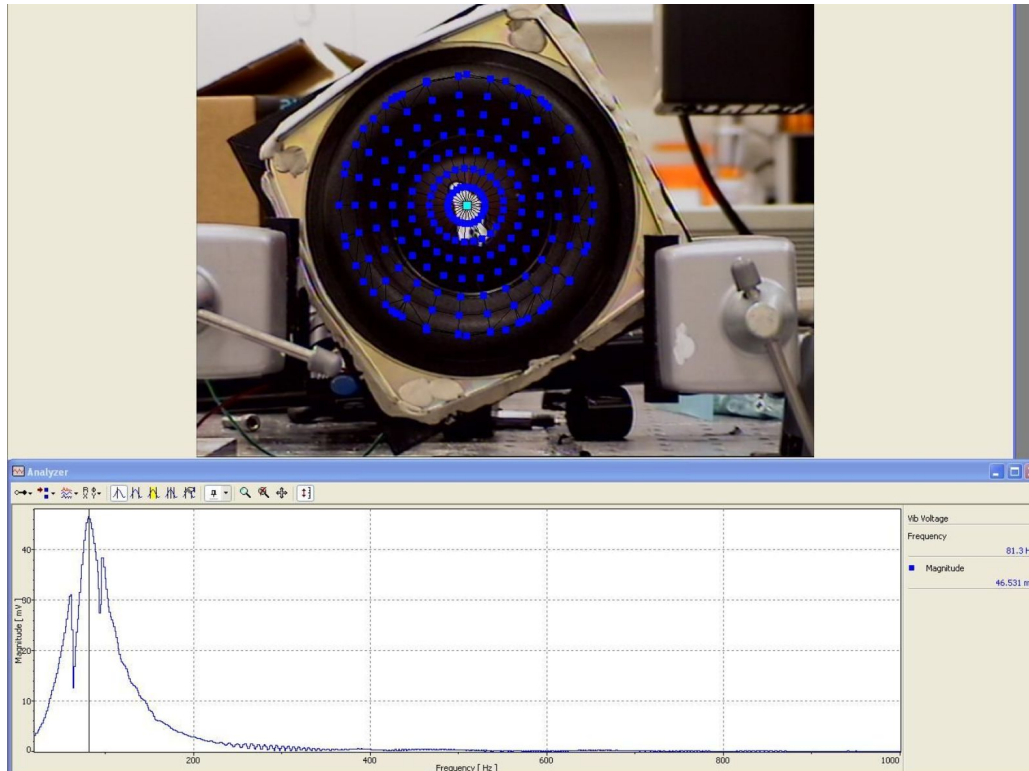 Analyzer
Vib Voltage
Frequency
81.3 H
Magnitude
46.531 m
Magnitude [ mV ]
40
30
20
10
0
200
400
600
800
1000
Frequency [ Hz ]